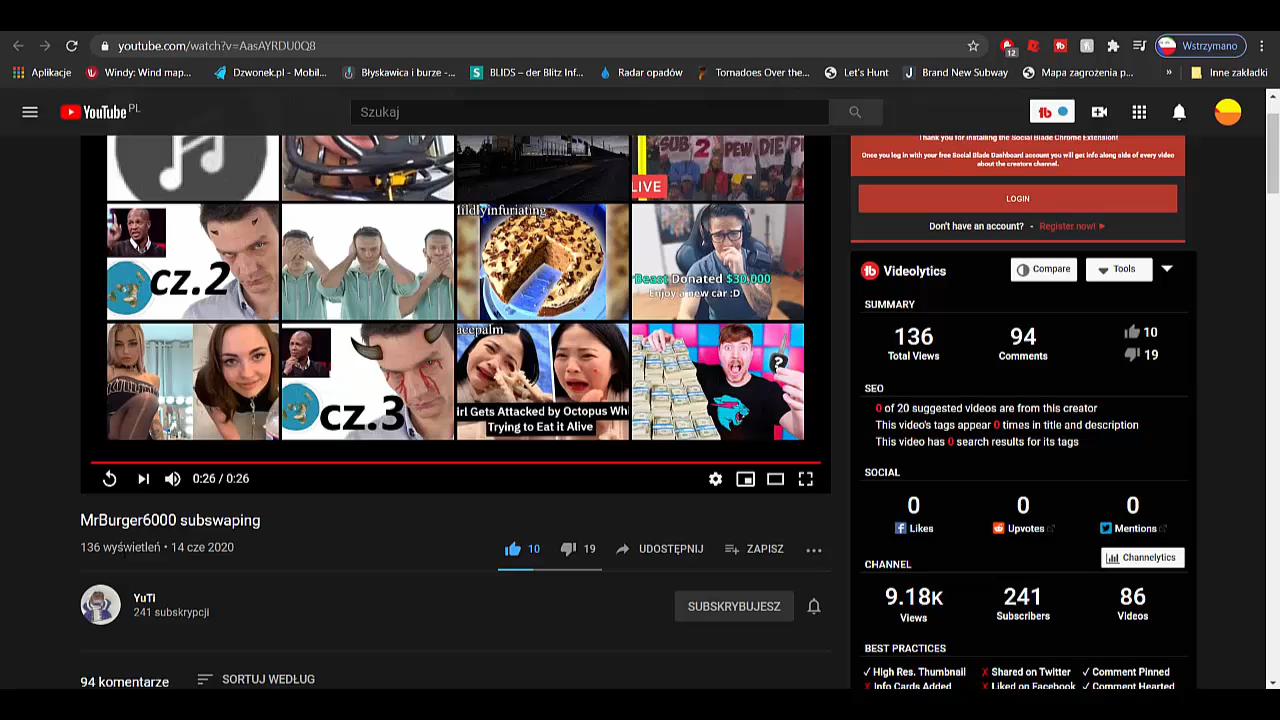 youtube.com/watch?v=AasAYRDU0Q8
12
Wstrzymano
Aplikacje
Windy: Wind map...
Dzwonek.pl - Mobil...
Błyskawica i burze -...
BLIDS – der Blitz Inf...
Radar opadów
Tornadoes Over the...
Let's Hunt
Brand New Subway
Mapa zagrożenia p...
»
Inne zakładki
YouTube PL
Szukaj
SUB 2 PEW DIE P
LIVE
cz.2
ildlyinfuriating
Beast Donated $30,000
Enjoy a new car :D
cz.3
acepalm
irl Gets Attacked by Octopus Whi
Trying to Eat it Alive
?
0:26 / 0:26
MrBurger6000 subswaping
136 wyświetleń • 14 cze 2020
10
19
UDOSTĘPNIJ
ZAPISZ
YuTi
241 subskrypcji
SUBSKRYBUJESZ
94 komentarze
SORTUJ WEDŁUG
Thank you for installing the Social Blade Chrome Extension!
Once you log in with your free Social Blade Dashboard account you will get info along side of every video
about the creators channel.
LOGIN
Don't have an account? - Register now!
Videolytics
Compare
Tools
SUMMARY
136
Total Views
94
Comments
10
19
SEO
0 of 20 suggested videos are from this creator
This video's tags appear 0 times in title and description
This video has 0 search results for its tags
SOCIAL
0
Likes
0
Upvotes
0
Mentions
CHANNEL
Channelytics
9.18K
Views
241
Subscribers
86
Videos
BEST PRACTICES
✓ High Res. Thumbnail
✗ Shared on Twitter
✓ Comment Pinned
✗ Info Cards Added
✗ Liked on Facebook
✓ Comment Hearted